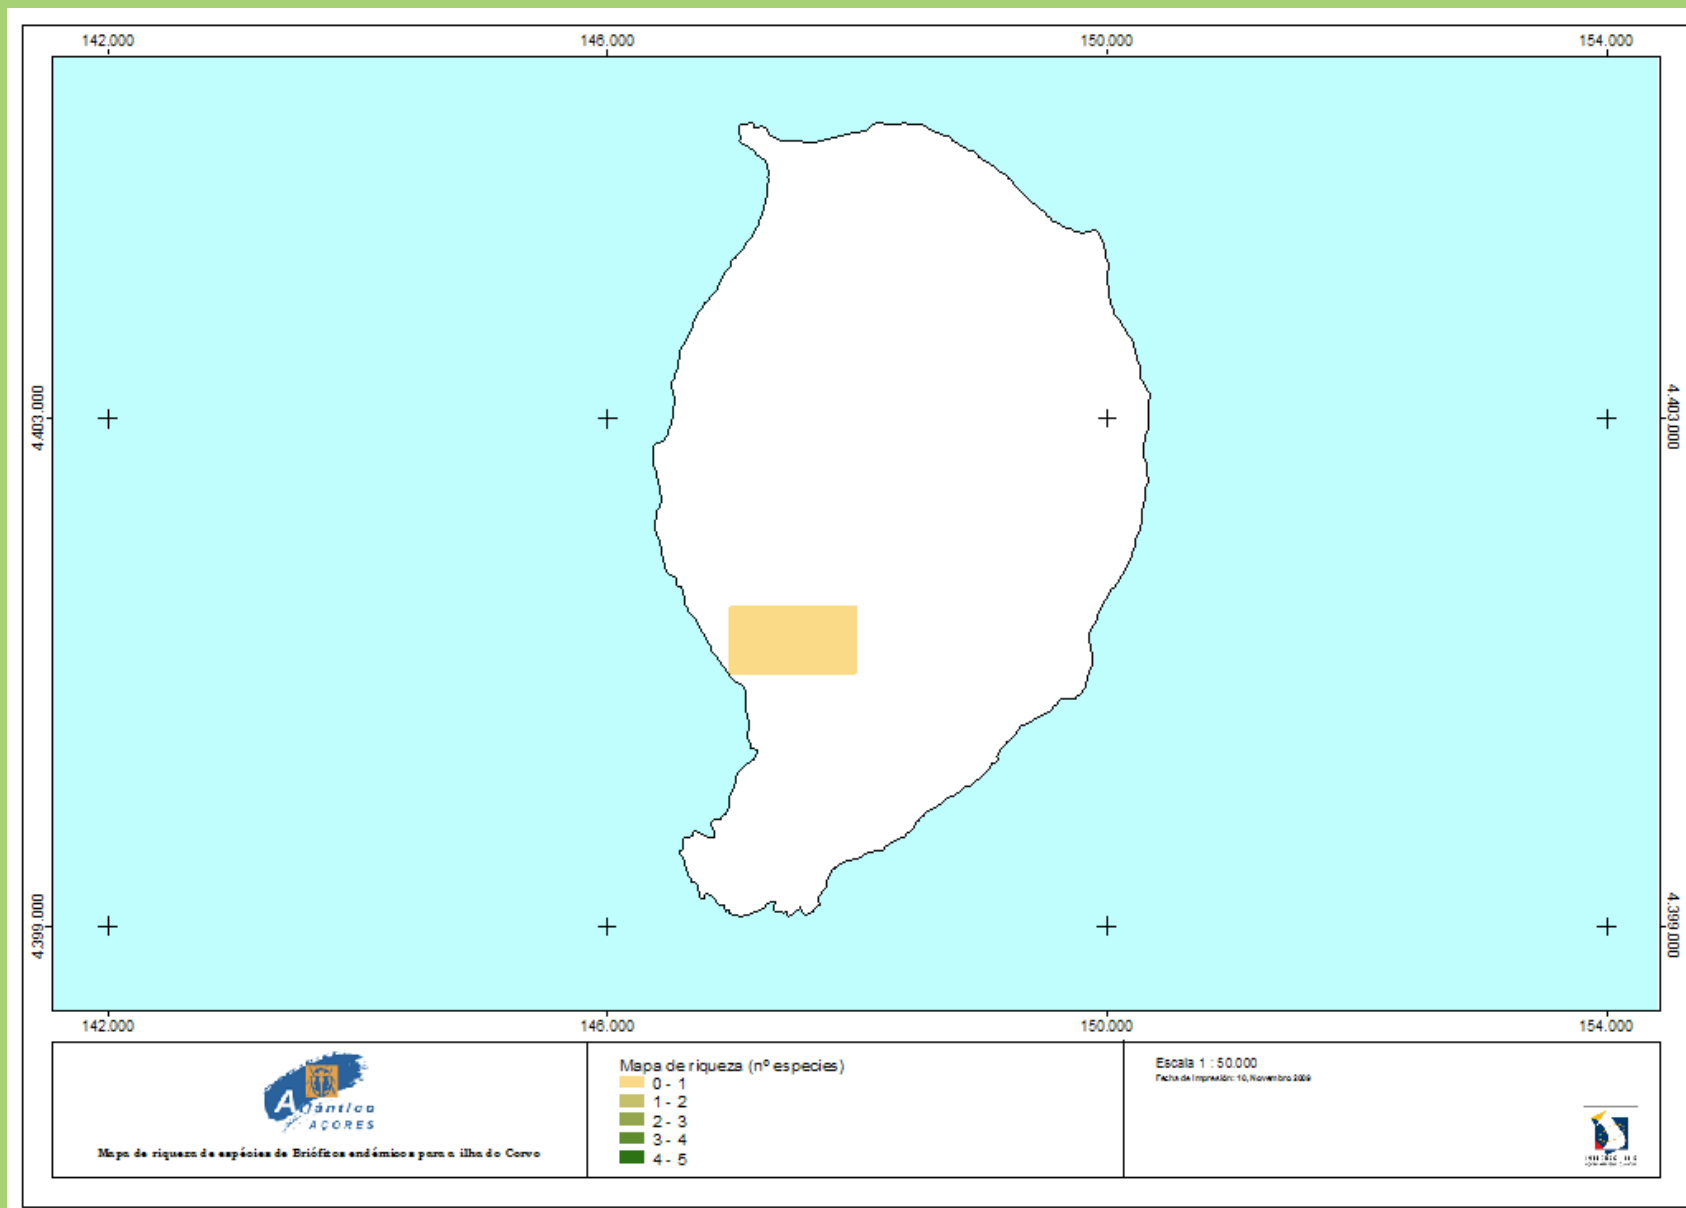 142.000 146.000 150.000 154.000
4.403.000 4.403.000
4.399.000 4.399.000
142.000 146.000 150.000 154.000
Atlántico
AÇORES
Mapa de riqueza de espécies de Briófitos endémicos para a ilha do Corvo
Mapa de riqueza (nº especies)
0 - 1
1 - 2
2 - 3
3 - 4
4 - 5
Escala 1 : 50.000
Fecha de Impresión: 10, Novembro 2009